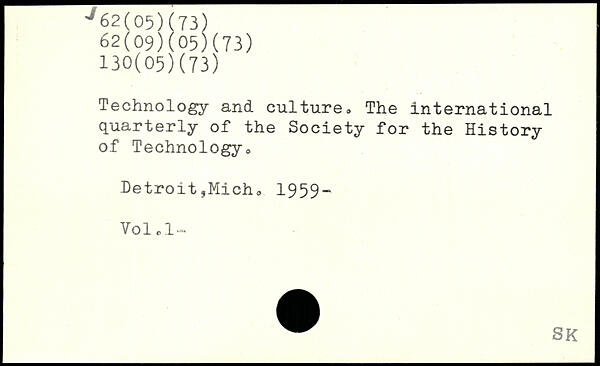 62(05)(73)
62(09)(05)(73)
130(05)(73)
Technology and culture. The international
quarterly of the Society for the History
of Technology.
Detroit,Mich. 1959-
Vol.1-
SK